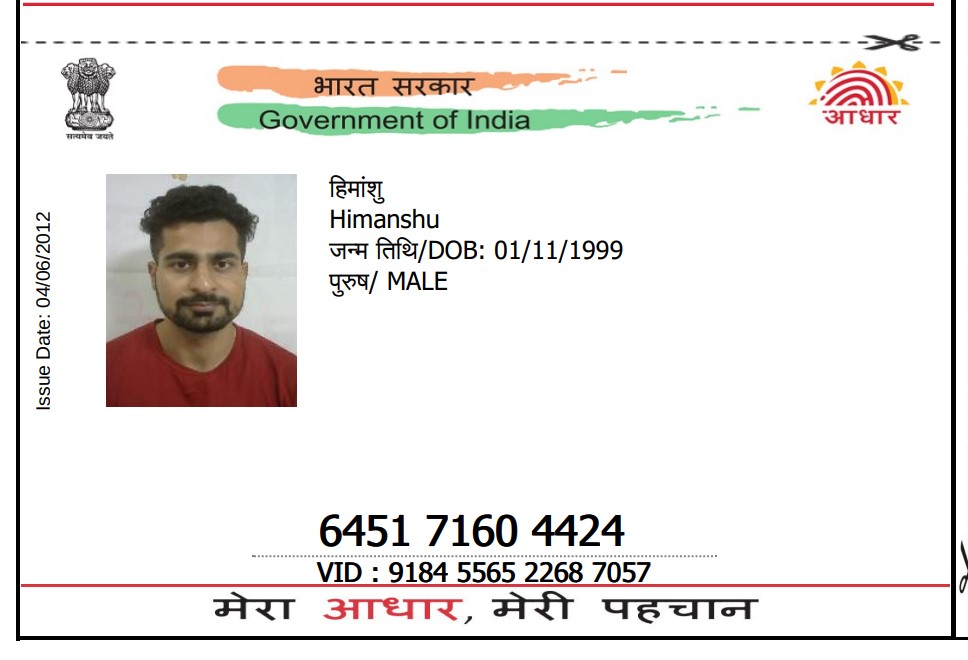 भारत सरकार
Government of India
सत्यमेव जयते
आधार
Issue Date: 04/06/2012
हिमांशु
Himanshu
जन्म तिथि/DOB: 01/11/1999
पुरुष/ MALE
6451 7160 4424
VID : 9184 5565 2268 7057
मेरा आधार, मेरी पहचान